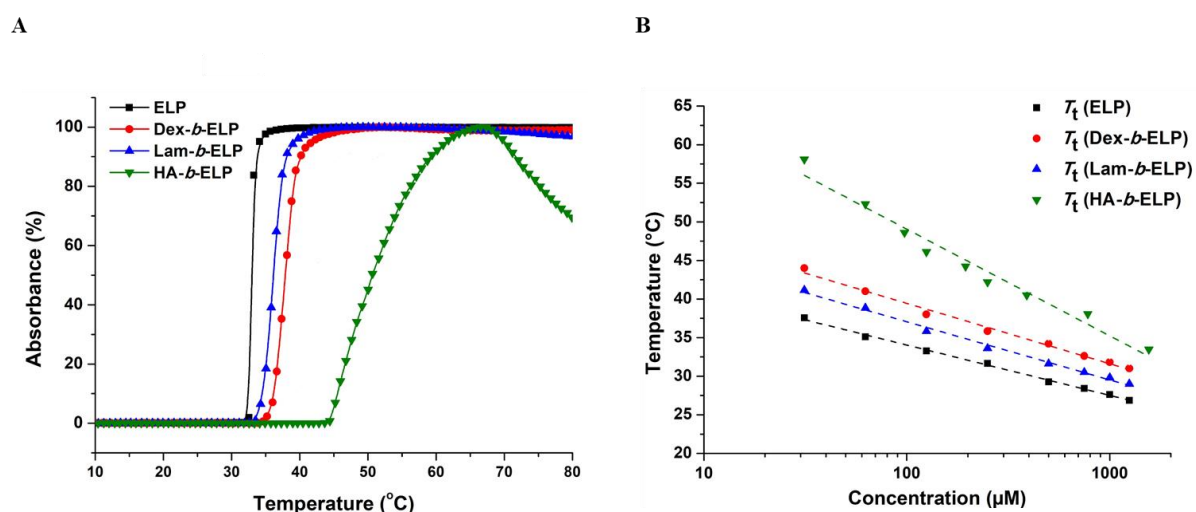 A
ELP
Dex-b-ELP
Lam-b-ELP
HA-b-ELP
100
80
60
40
20
0
Absorbance (%)
10 20 30 40 50 60 70 80
Temperature (°C)
B
Tt (ELP)
Tt (Dex-b-ELP)
Tt (Lam-b-ELP)
Tt (HA-b-ELP)
65
60
55
50
45
40
35
30
25
20
Temperature (°C)
10 100 1000
Concentration (µM)